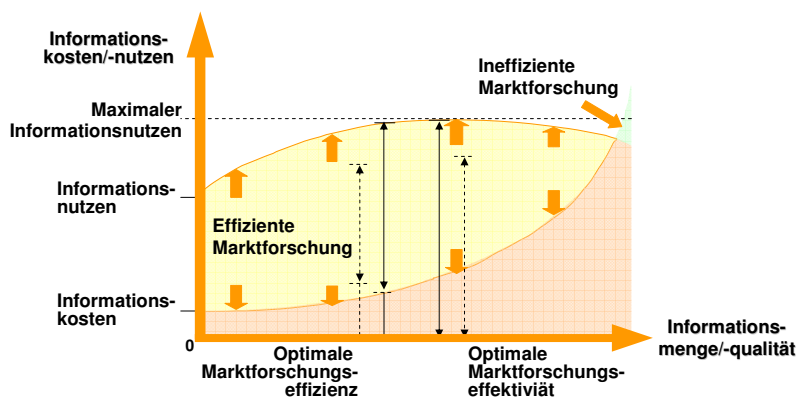 Informations-
kosten/-nutzen
Ineffiziente
Marktforschung
Maximaler
Informationsnutzen
Informations-
nutzen
Effiziente
Marktforschung
Informations-
kosten
0
Informations-
menge/-qualität
Optimale
Marktforschungs-
effizienz
Optimale
Marktforschungs-
effektiviät